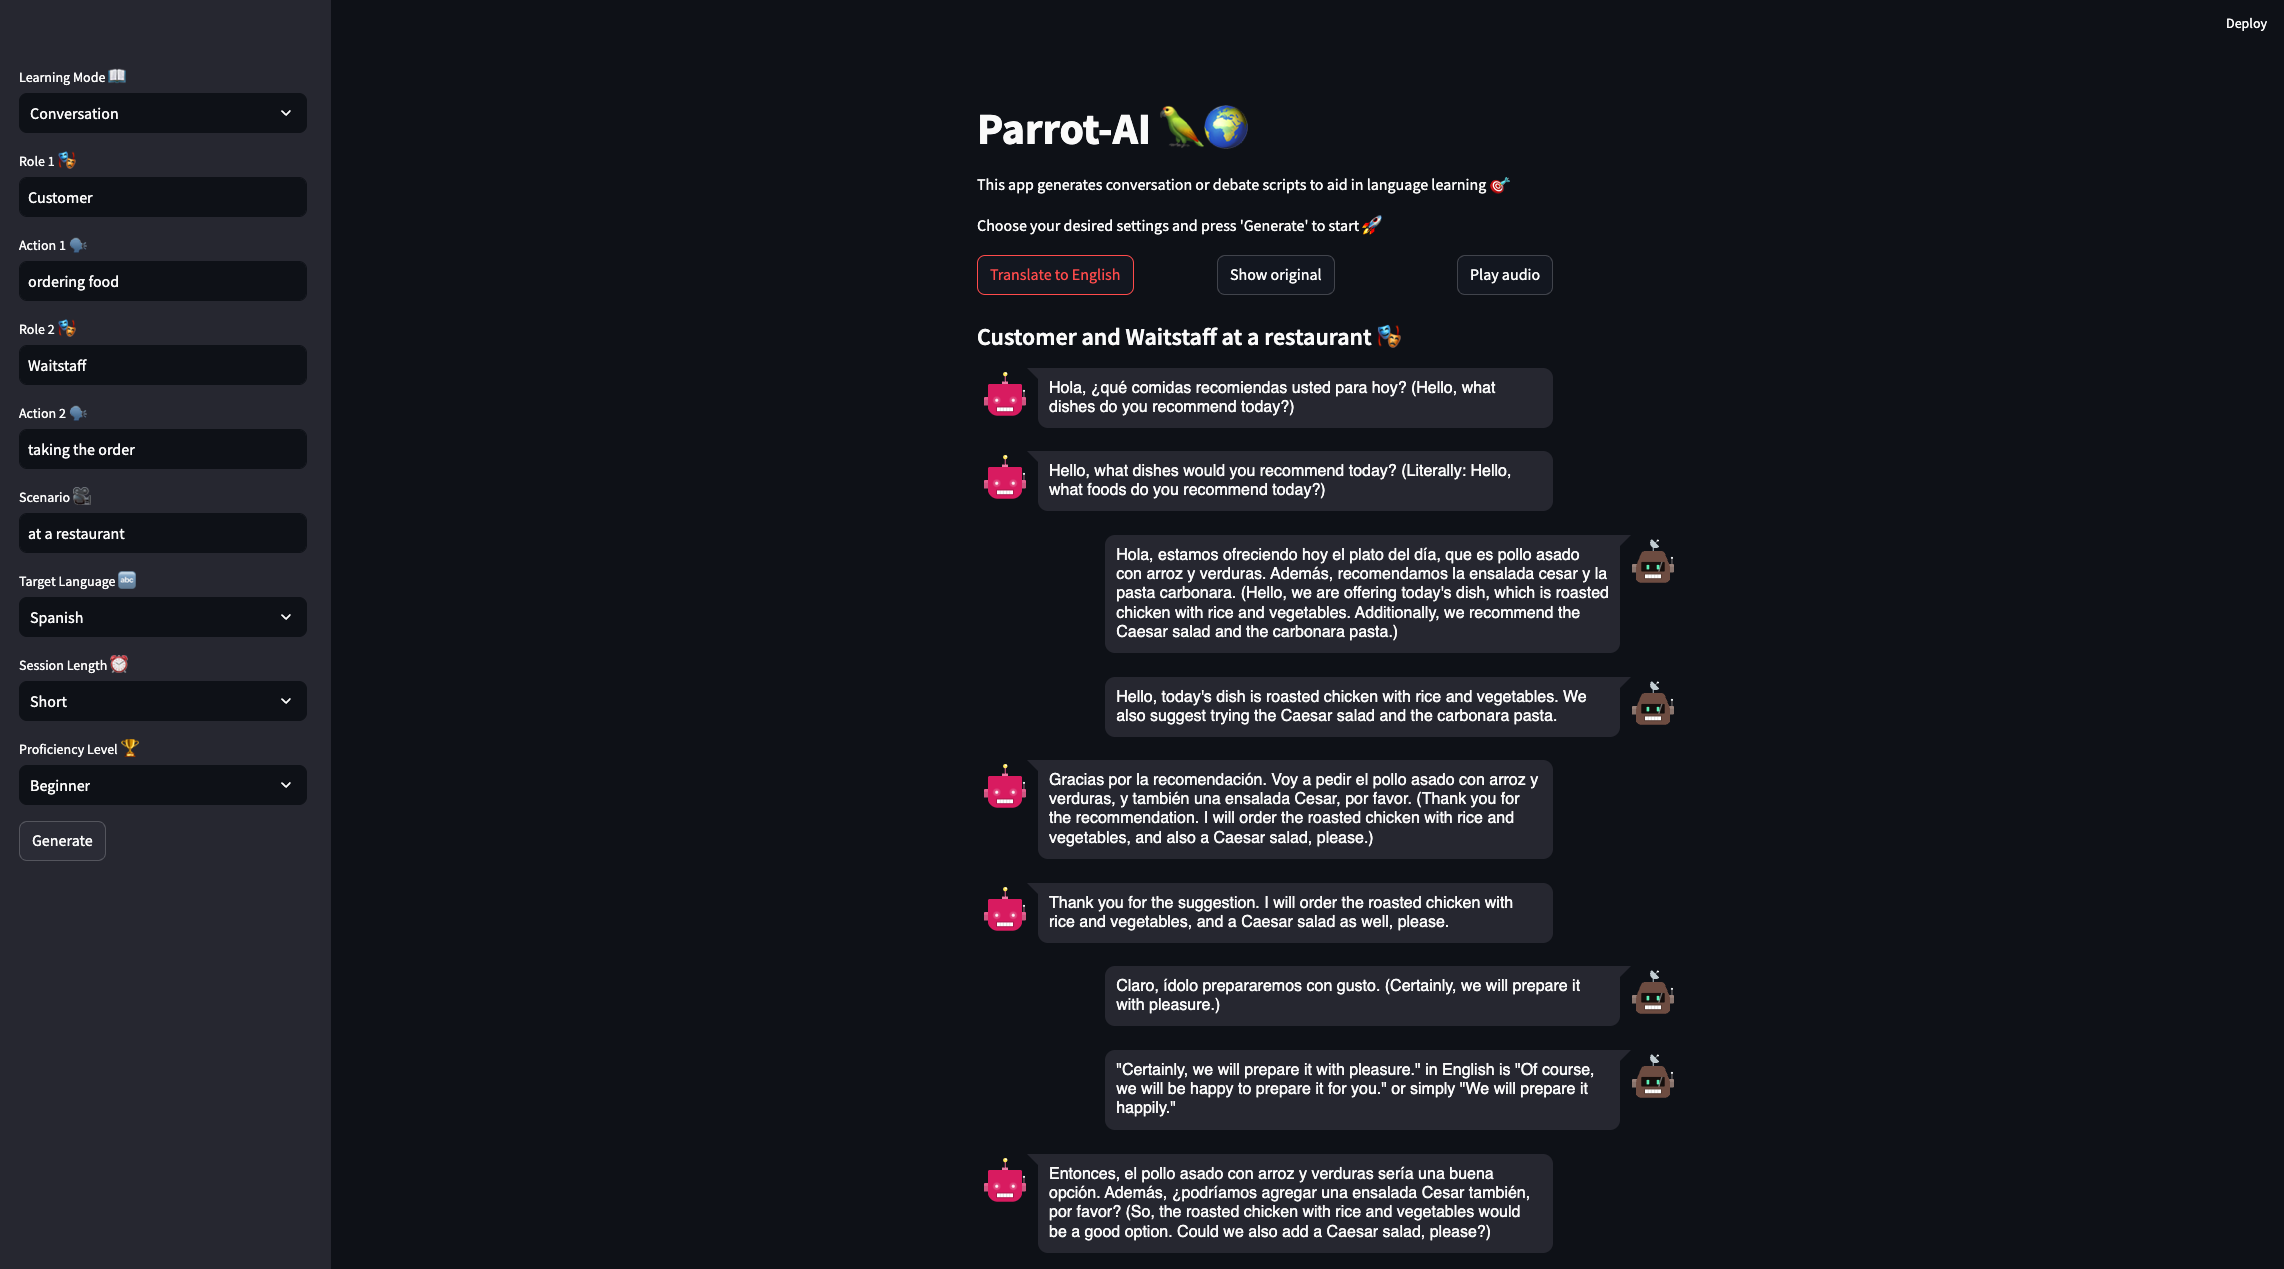 Deploy
Learning Mode
Conversation
Role 1
Customer
Action 1
ordering food
Role 2
Waitstaff
Action 2
taking the order
Scenario
at a restaurant
Target Language
abc
Spanish
Session Length
Short
Proficiency Level
Beginner
Generate
Parrot-AI
This app generates conversation or debate scripts to aid in language learning
Choose your desired settings and press 'Generate' to start
Translate to English
Show original
Play audio
Customer and Waitstaff at a restaurant
Hola, ¿qué comidas recomiendas usted para hoy? (Hello, what
dishes do you recommend today?)
Hello, what dishes would you recommend today? (Literally: Hello,
what foods do you recommend today?)
Hola, estamos ofreciendo hoy el plato del día, que es pollo asado
con arroz y verduras. Además, recomendamos la ensalada cesar y la
pasta carbonara. (Hello, we are offering today's dish, which is roasted
chicken with rice and vegetables. Additionally, we recommend the
Caesar salad and the carbonara pasta.)
Hello, today's dish is roasted chicken with rice and vegetables. We
also suggest trying the Caesar salad and the carbonara pasta.
Gracias por la recomendación. Voy a pedir el pollo asado con arroz y
verduras, y también una ensalada Cesar, por favor. (Thank you for
the recommendation. I will order the roasted chicken with rice and
vegetables, and also a Caesar salad, please.)
Thank you for the suggestion. I will order the roasted chicken with
rice and vegetables, and a Caesar salad as well, please.
Claro, ídolo prepararemos con gusto. (Certainly, we will prepare it
with pleasure.)
"Certainly, we will prepare it with pleasure." in English is "Of course,
we will be happy to prepare it for you." or simply "We will prepare it
happily."
Entonces, el pollo asado con arroz y verduras sería una buena
opción. Además, ¿podríamos agregar una ensalada Cesar también,
por favor? (So, the roasted chicken with rice and vegetables would
be a good option. Could we also add a Caesar salad, please?)